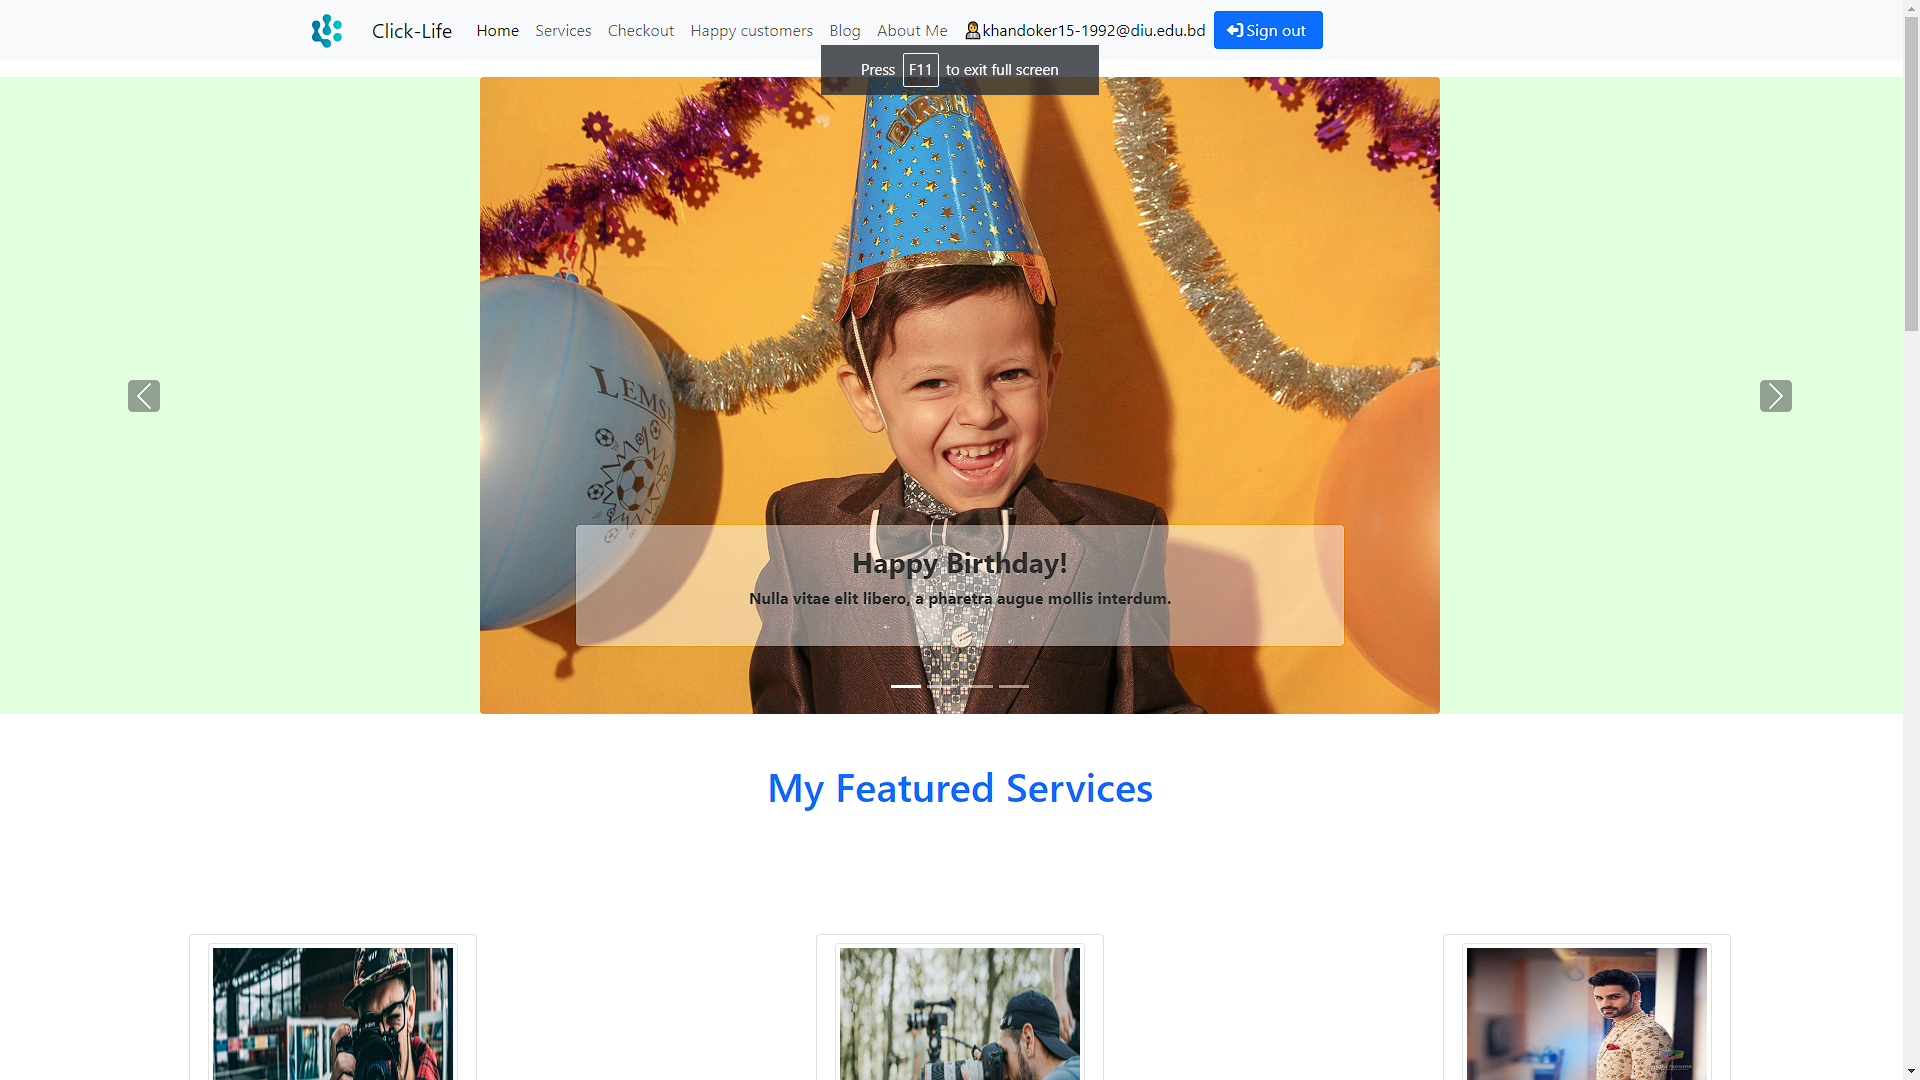 Click-Life Home Services Checkout Happy customers Blog About Me khandoker15-1992@diu.edu.bd Sign out
Press F11 to exit full screen
BIRTH
LEMS
Happy Birthday!
Nulla vitae elit libero, a pharetra augue mollis interdum.
My Featured Services